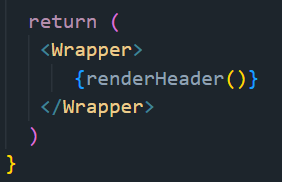 return (
<Wrapper>
{renderHeader()}
</Wrapper>
)
}